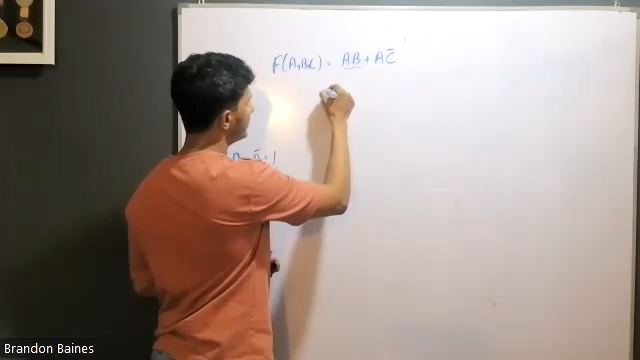 F(A,B,C) = AB + AC̅
A̅ = 1
Brandon Baines